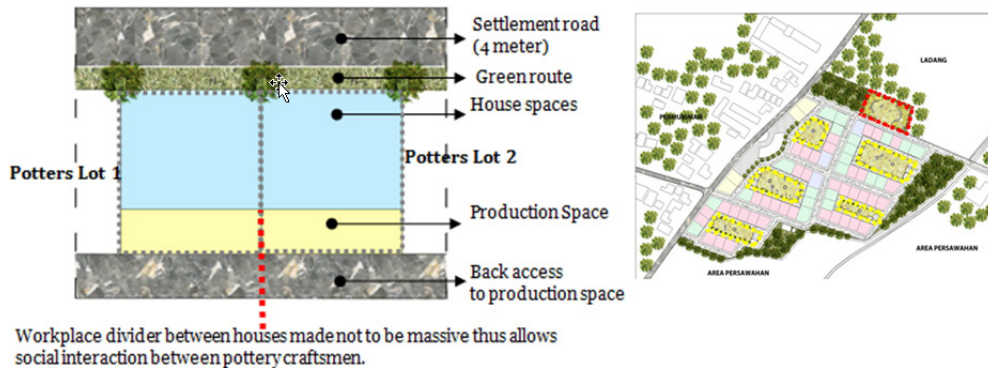 Settlement road
(4 meter)
Green route
House spaces
Potters Lot 1
Potters Lot 2
Production Space
Back access
to production space
Workplace divider between houses made not to be massive thus allows
social interaction between pottery craftsmen.
LADANG
AREA PERSAWAHAN
AREA PERSAWAHAN